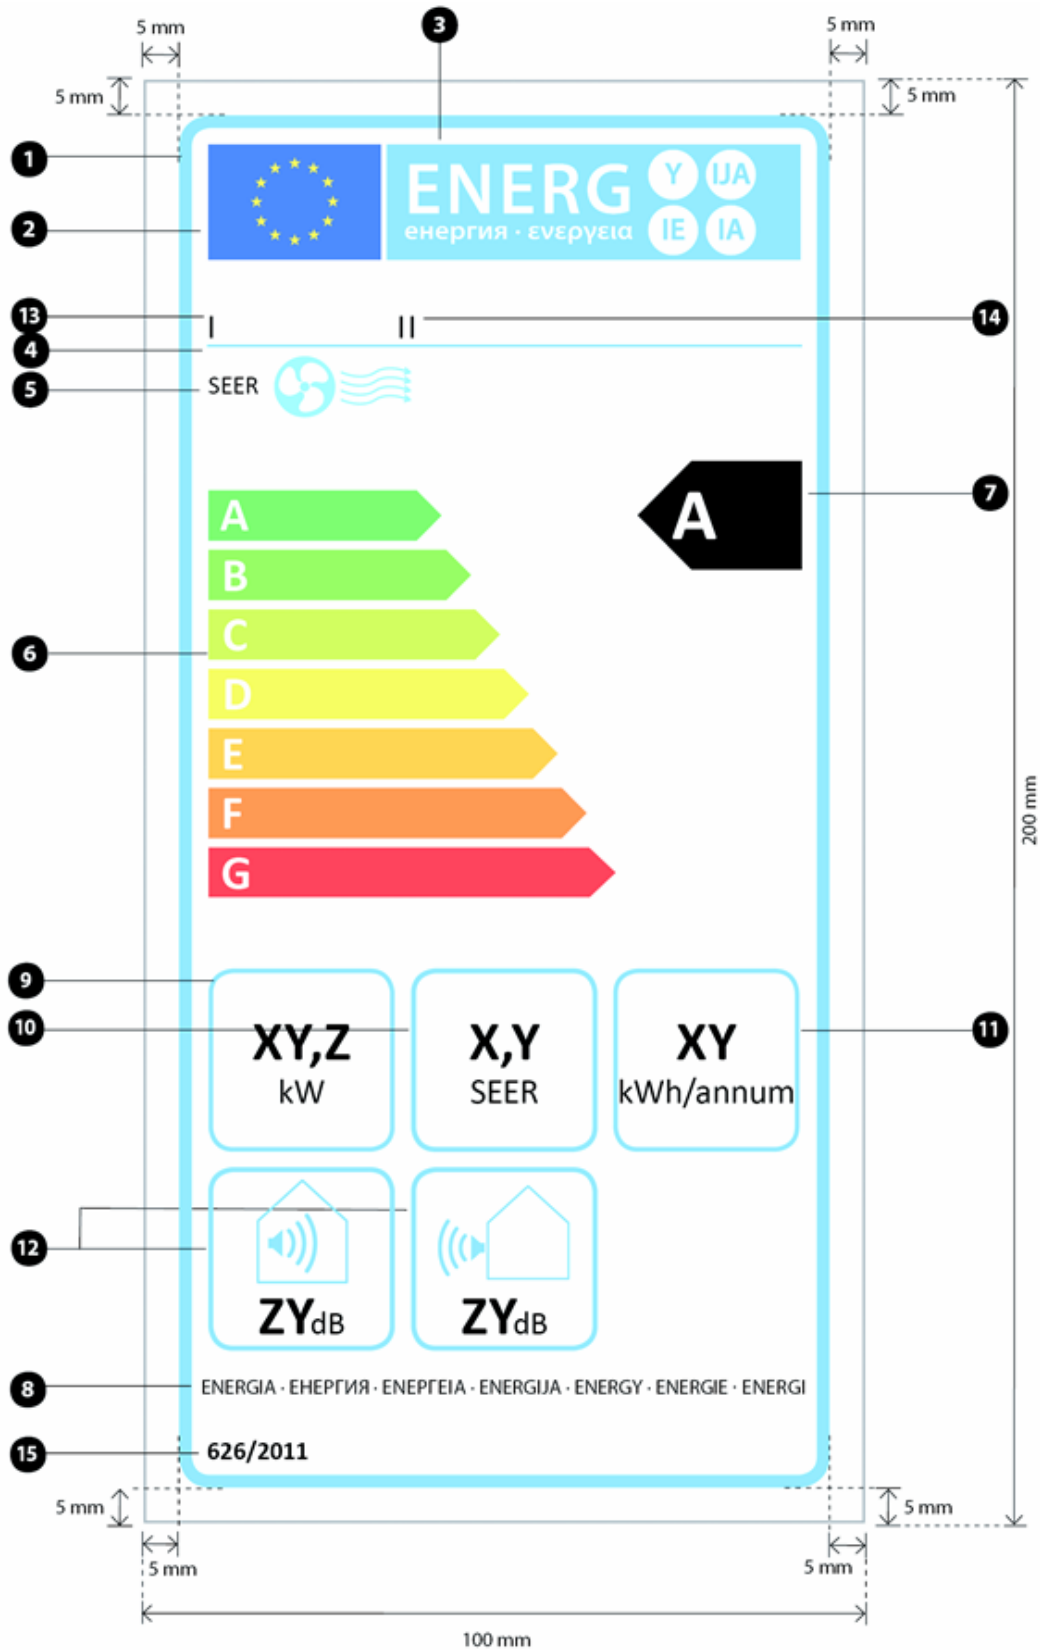 3
5 mm
5 mm
5 mm
5 mm
1
ENERG
Y
IJA
2
енергия · ενεργεια
IE
IA
13
I
II
14
4
5
SEER
7
A
A
B
6
C
D
E
F
G
200 mm
9
10
XY,Z
kW
X,Y
SEER
XY
kWh/annum
11
12
ZYdB
ZYdB
8
ENERGIA · ЕНЕРГИЯ · ΕΝΕΡΓΕΙΑ · ENERGIJA · ENERGY · ENERGIE · ENERGI
15
626/2011
5 mm
5 mm
5 mm
5 mm
100 mm